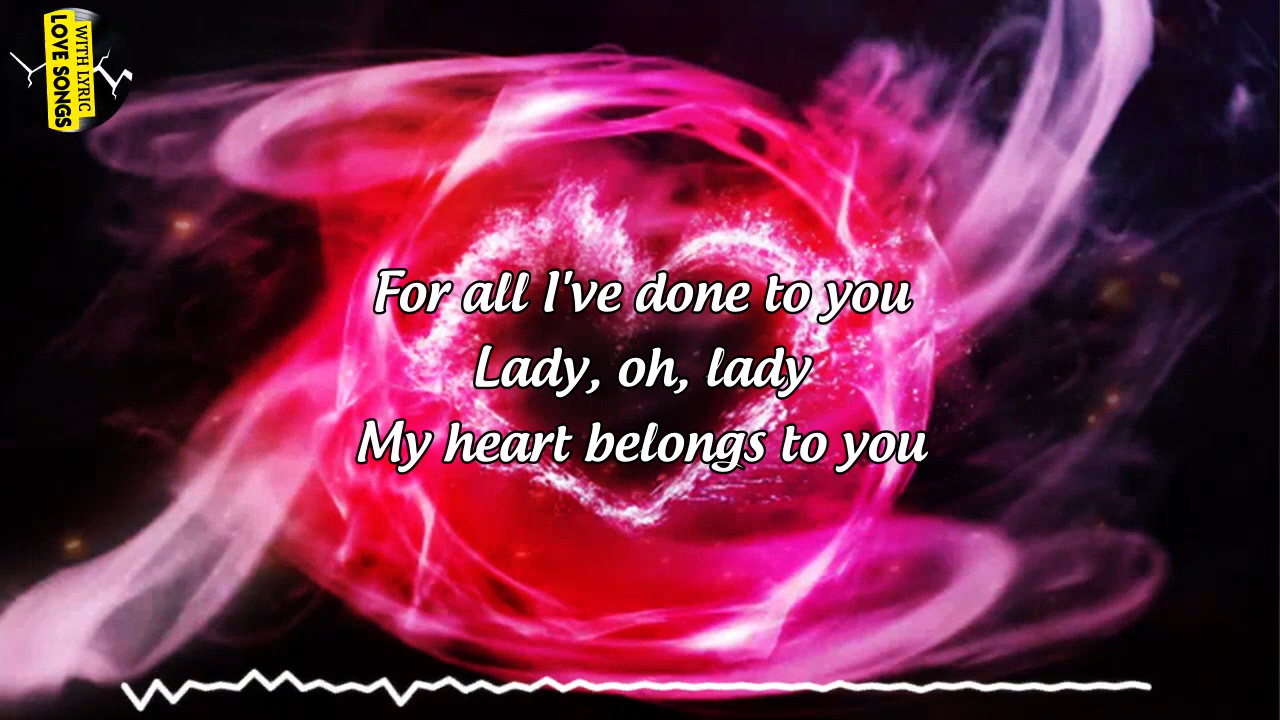 WITH LYRIC
LOVE SONGS
For all I've done to you
Lady, oh, lady
My heart belongs to you